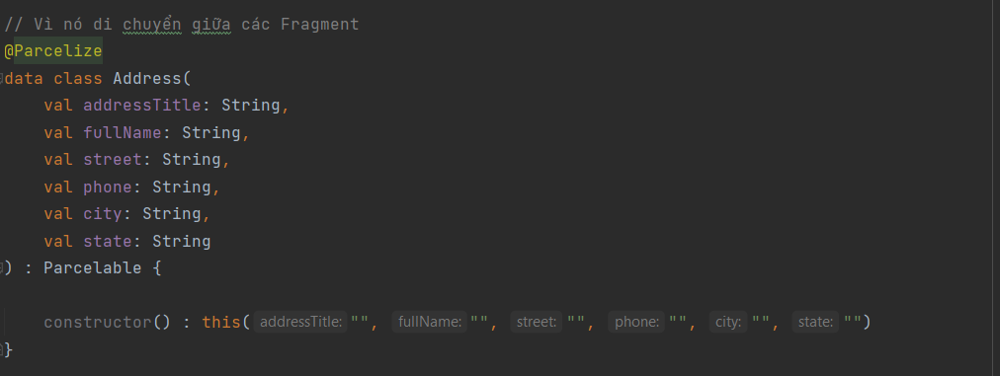 // Vì nó di chuyển giữa các Fragment
@Parcelize
data class Address(
    val addressTitle: String,
    val fullName: String,
    val street: String,
    val phone: String,
    val city: String,
    val state: String
) : Parcelable {
    constructor() : this( addressTitle: "", fullName: "", street: "", phone: "", city: "", state: "")
}